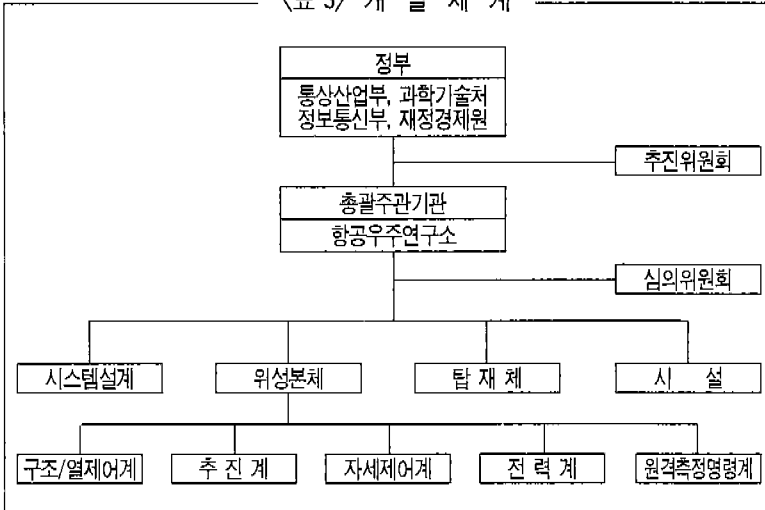 〈표 3〉 개 발 체 계
정부
통상산업부, 과학기술처
정보통신부, 재정경제원
추진위원회
총괄주관기관
항공우주연구소
심의위원회
시스템설계
위성본체
탑 재 체
시 설
구조/열제어계
추 진 계
자세제어계
전 력 계
원격측정명령계